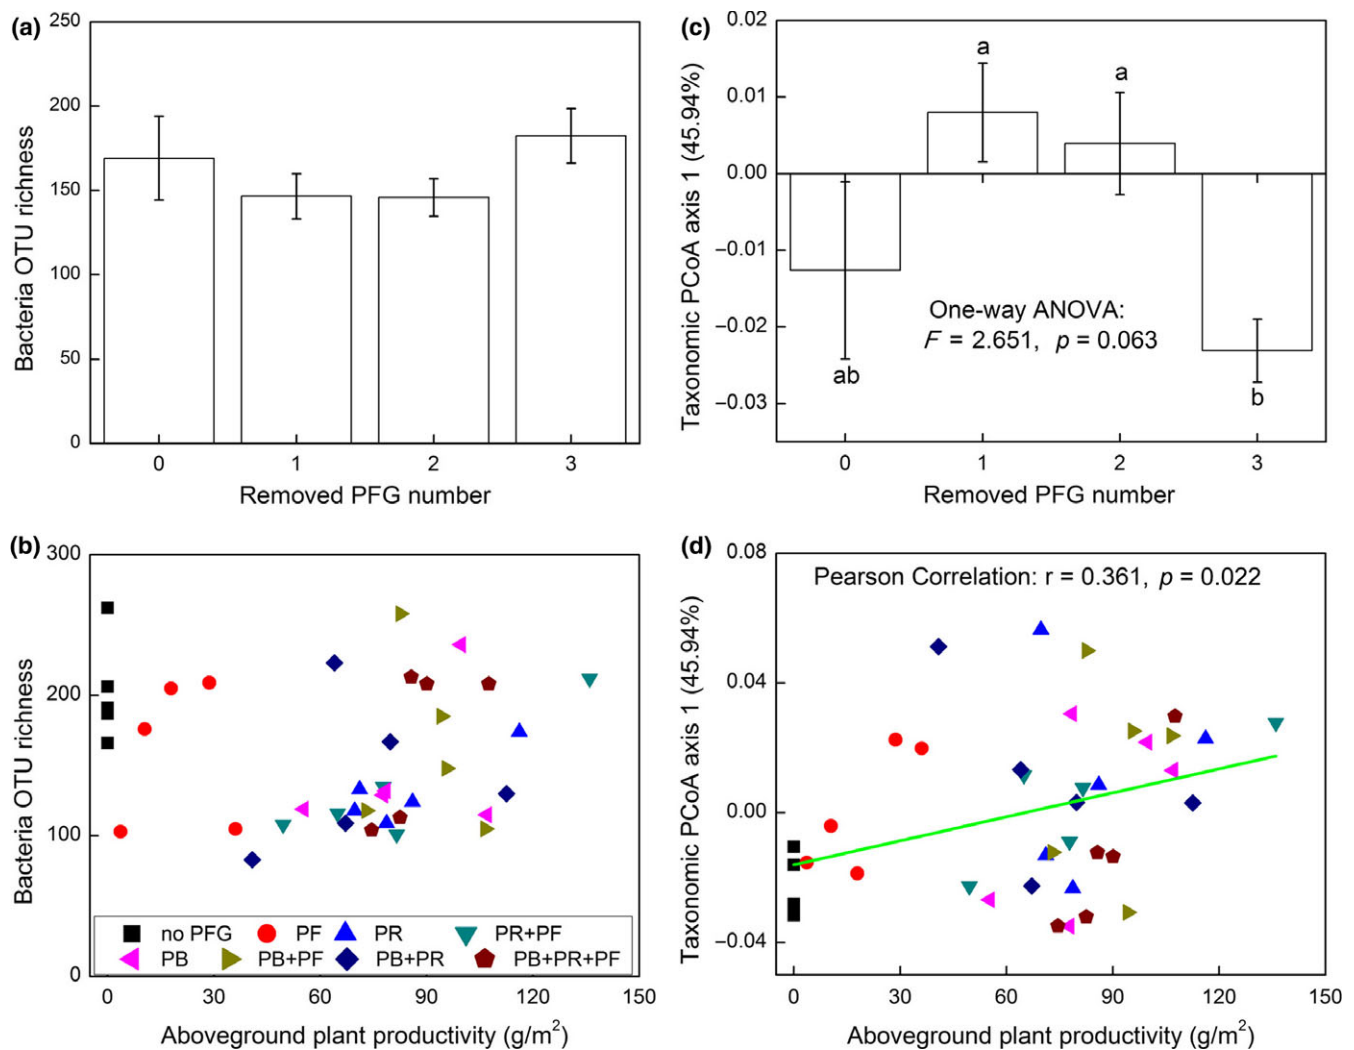 (a)
250
200
150
100
50
0
Bacteria OTU richness
0 1 2 3
Removed PFG number
(c)
0.02
0.01
0.00
−0.01
−0.02
−0.03
Taxonomic PCoA axis 1 (45.94%)
a
a
ab
b
One-way ANOVA:
F = 2.651, p = 0.063
0 1 2 3
Removed PFG number
(b)
300
200
100
0
Bacteria OTU richness
no PFG PF PR PR+PF
PB PB+PF PB+PR PB+PR+PF
0 30 60 90 120 150
Aboveground plant productivity (g/m²)
(d)
0.08
0.04
0.00
−0.04
Taxonomic PCoA axis 1 (45.94%)
Pearson Correlation: r = 0.361, p = 0.022
0 30 60 90 120 150
Aboveground plant productivity (g/m²)